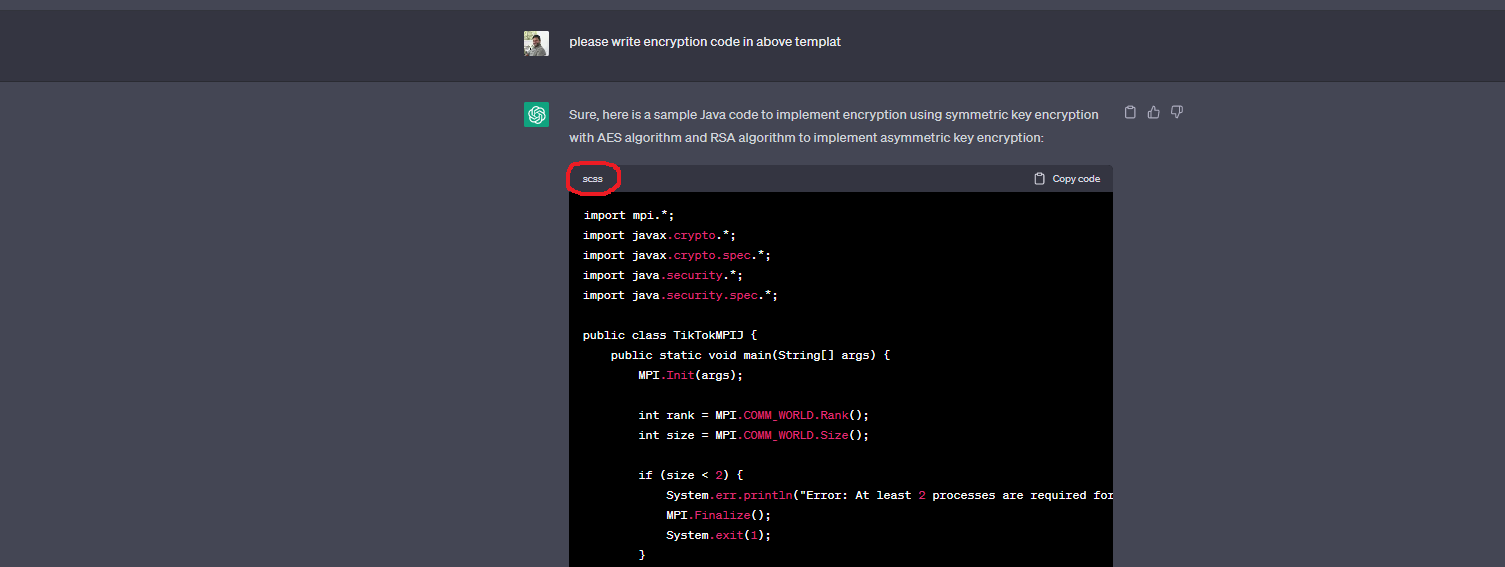 please write encryption code in above templat
Sure, here is a sample Java code to implement encryption using symmetric key encryption
with AES algorithm and RSA algorithm to implement asymmetric key encryption:
scss Copy code
import mpi.*;
import javax.crypto.*;
import javax.crypto.spec.*;
import java.security.*;
import java.security.spec.*;
public class TikTokMPIJ {
public static void main(String[] args) {
MPI.Init(args);
int rank = MPI.COMM_WORLD.Rank();
int size = MPI.COMM_WORLD.Size();
if (size < 2) {
System.err.println("Error: At least 2 processes are required for
MPI.Finalize();
System.exit(1);
}